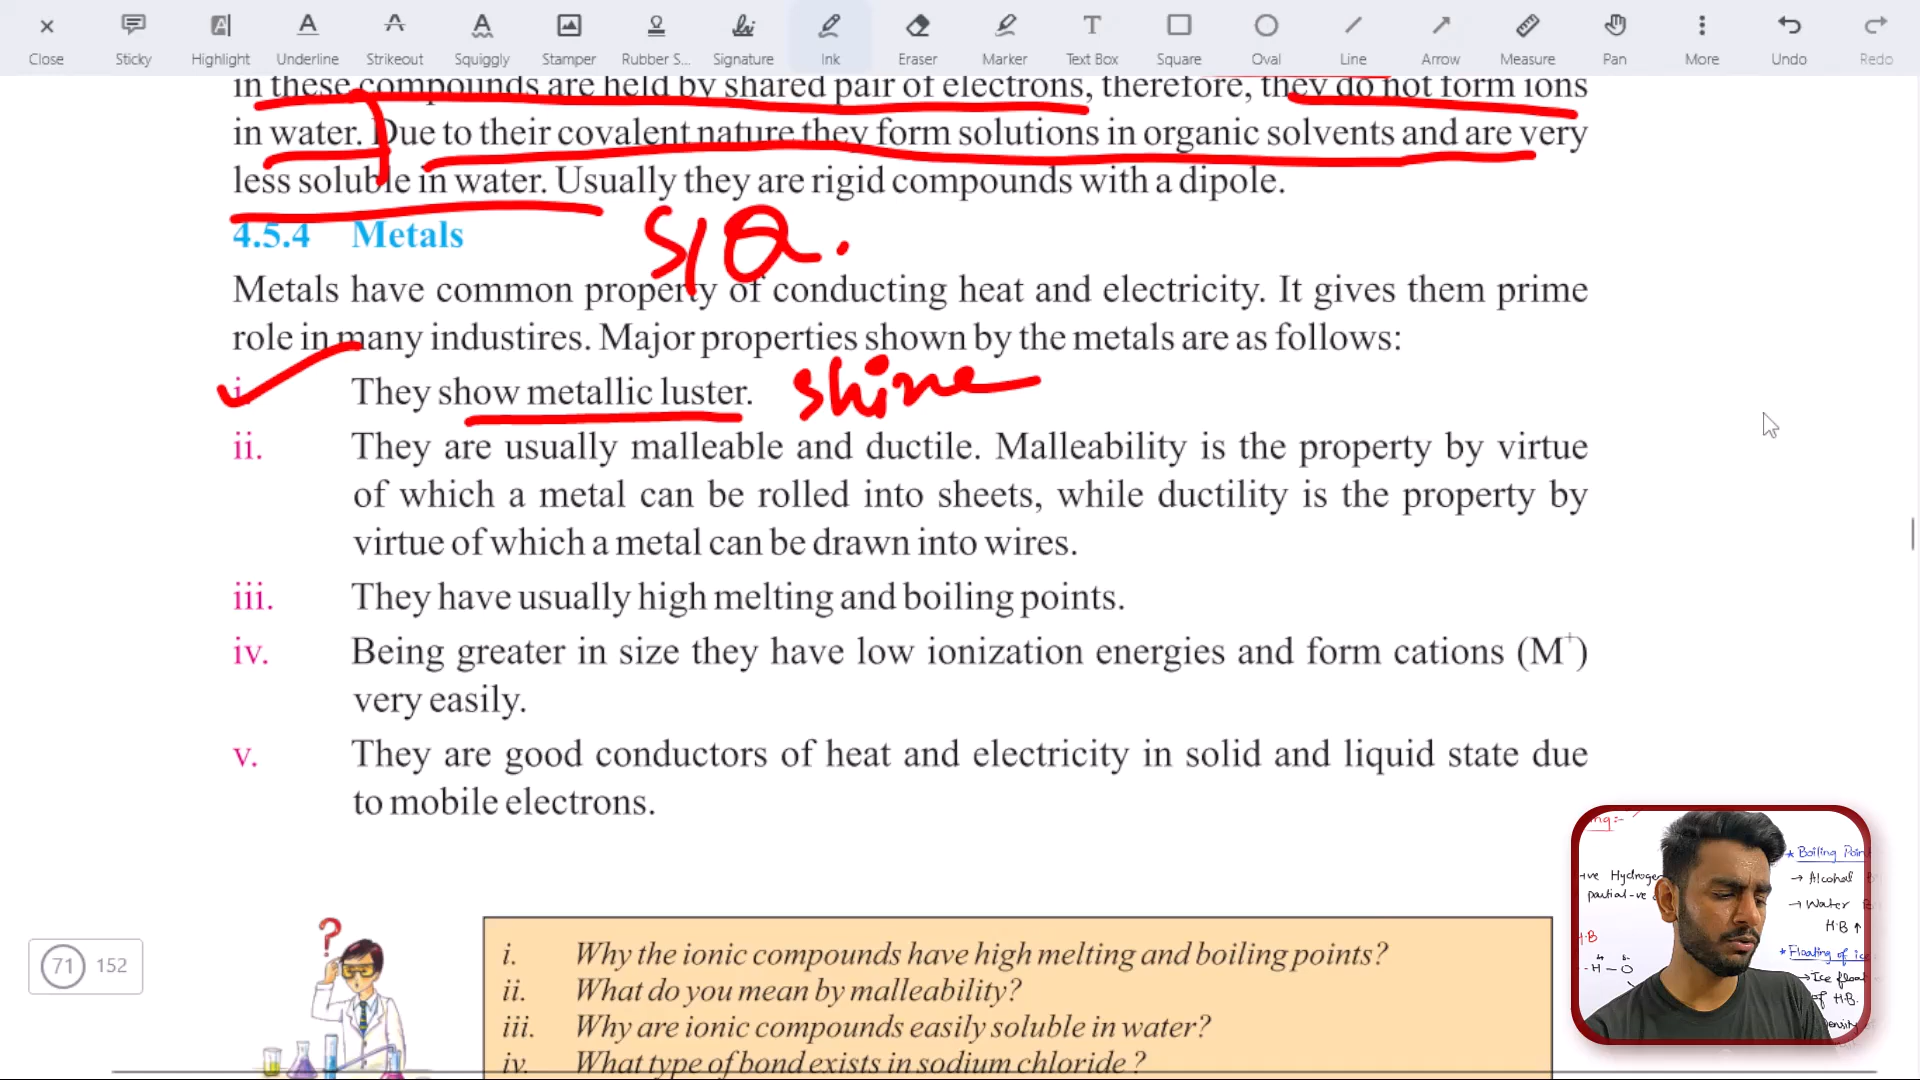 Close Sticky Highlight Underline Strikeout Squiggly Stamper Rubber S... Signature Ink Eraser Marker Text Box Square Oval Line Arrow Measure Pan More Undo Redo
in these compounds are held by shared pair of electrons, therefore, they do not form ions
in water. Due to their covalent nature they form solutions in organic solvents and are very
less soluble in water. Usually they are rigid compounds with a dipole.
S/Q.
4.5.4 Metals
Metals have common property of conducting heat and electricity. It gives them prime
role in many industires. Major properties shown by the metals are as follows:
i. They show metallic luster. shine
ii. They are usually malleable and ductile. Malleability is the property by virtue
of which a metal can be rolled into sheets, while ductility is the property by
virtue of which a metal can be drawn into wires.
iii. They have usually high melting and boiling points.
iv. Being greater in size they have low ionization energies and form cations (M⁺)
very easily.
v. They are good conductors of heat and electricity in solid and liquid state due
to mobile electrons.
71 152
?
i. Why the ionic compounds have high melting and boiling points?
ii. What do you mean by malleability?
iii. Why are ionic compounds easily soluble in water?
iv. What type of bond exists in sodium chloride ?
+ve Hydrogen
partial -ve
H.B
H – O
* Boiling Poin
→ Alcohol
→ Water
H.B ↑
* Floating of ice
→ Ice float
of H.B.